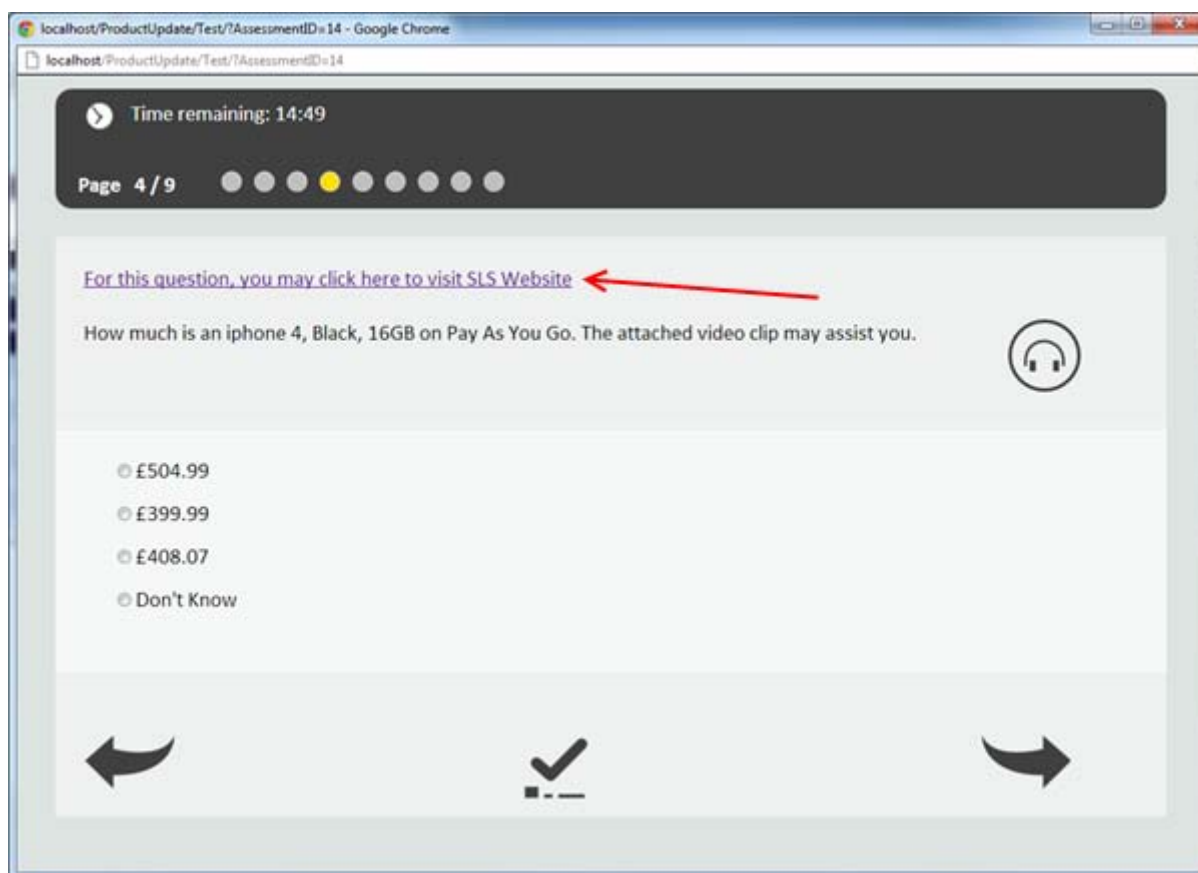 localhost/ProductUpdate/Test/?AssessmentID=14 - Google Chrome
localhost/ProductUpdate/Test/?AssessmentID=14
Time remaining: 14:49
Page 4 / 9
For this question, you may click here to visit SLS Website
How much is an iphone 4, Black, 16GB on Pay As You Go. The attached video clip may assist you.
£504.99
£399.99
£408.07
Don't Know